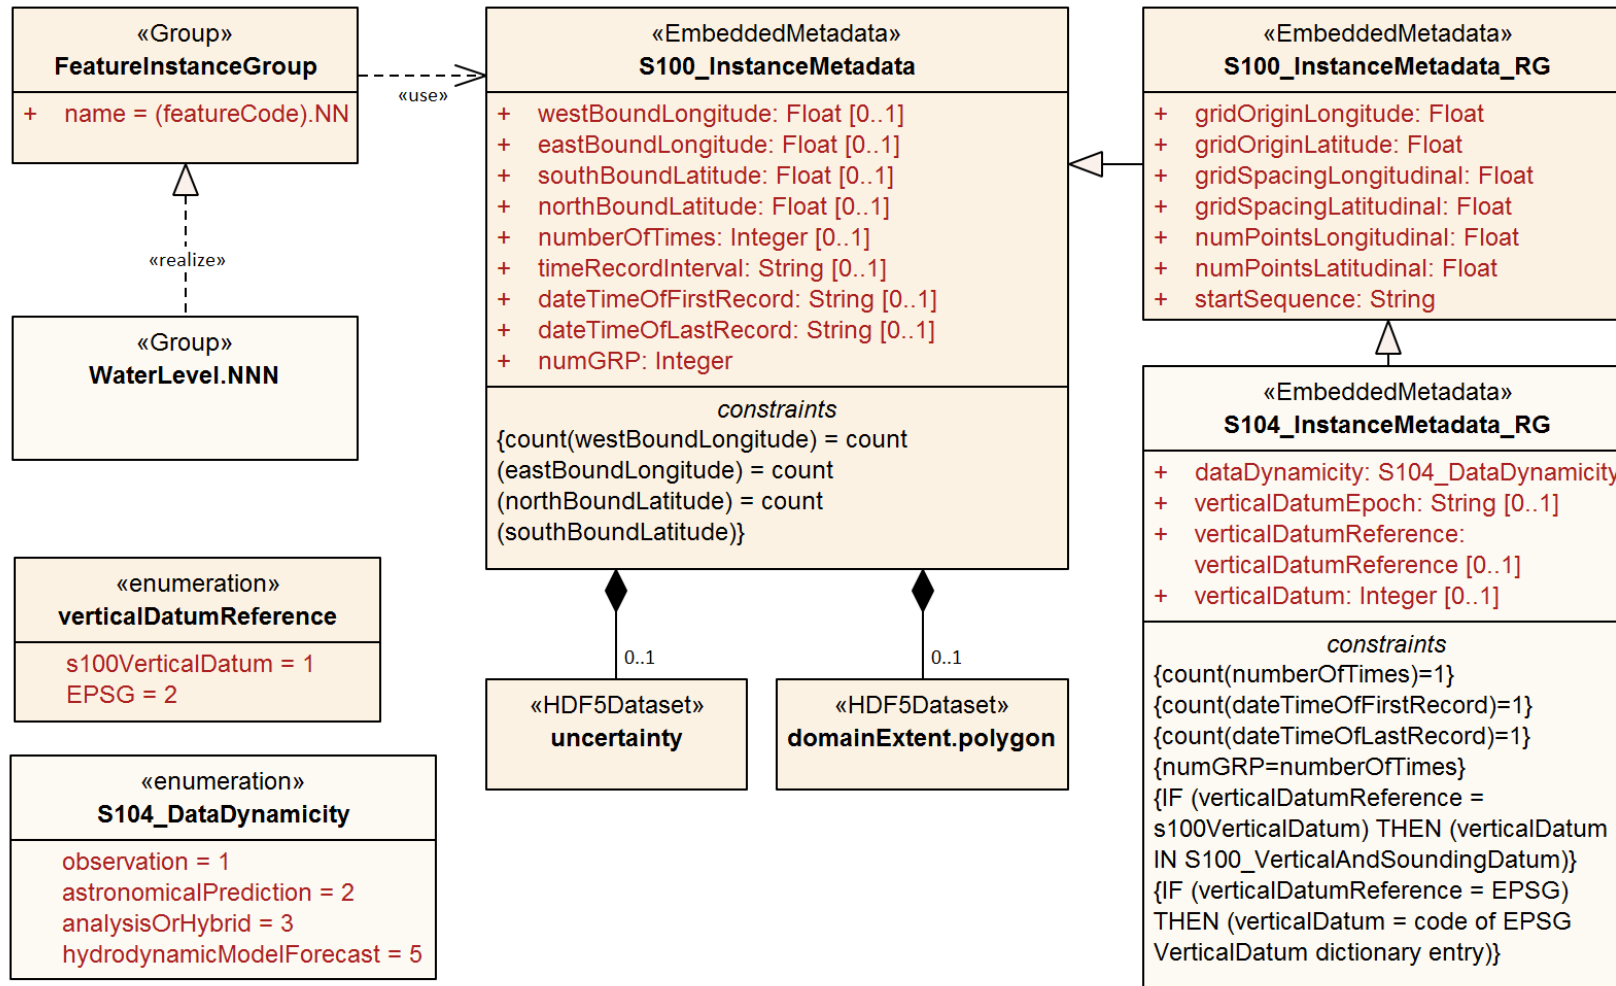 «Group»
FeatureInstanceGroup
+ name = (featureCode).NN
«use»
«realize»
«Group»
WaterLevel.NNN
«EmbeddedMetadata»
S100_InstanceMetadata
+ westBoundLongitude: Float [0..1]
+ eastBoundLongitude: Float [0..1]
+ southBoundLatitude: Float [0..1]
+ northBoundLatitude: Float [0..1]
+ numberOfTimes: Integer [0..1]
+ timeRecordInterval: String [0..1]
+ dateTimeOfFirstRecord: String [0..1]
+ dateTimeOfLastRecord: String [0..1]
+ numGRP: Integer
constraints
{count(westBoundLongitude) = count
(eastBoundLongitude) = count
(northBoundLatitude) = count
(southBoundLatitude)}
0..1
0..1
«HDF5Dataset»
uncertainty
«HDF5Dataset»
domainExtent.polygon
«EmbeddedMetadata»
S100_InstanceMetadata_RG
+ gridOriginLongitude: Float
+ gridOriginLatitude: Float
+ gridSpacingLongitudinal: Float
+ gridSpacingLatitudinal: Float
+ numPointsLongitudinal: Float
+ numPointsLatitudinal: Float
+ startSequence: String
«EmbeddedMetadata»
S104_InstanceMetadata_RG
+ dataDynamicity: S104_DataDynamicity
+ verticalDatumEpoch: String [0..1]
+ verticalDatumReference:
verticalDatumReference [0..1]
+ verticalDatum: Integer [0..1]
constraints
{count(numberOfTimes)=1}
{count(dateTimeOfFirstRecord)=1}
{count(dateTimeOfLastRecord)=1}
{numGRP=numberOfTimes}
{IF (verticalDatumReference =
s100VerticalDatum) THEN (verticalDatum
IN S100_VerticalAndSoundingDatum)}
{IF (verticalDatumReference = EPSG)
THEN (verticalDatum = code of EPSG
VerticalDatum dictionary entry)}
«enumeration»
verticalDatumReference
s100VerticalDatum = 1
EPSG = 2
«enumeration»
S104_DataDynamicity
observation = 1
astronomicalPrediction = 2
analysisOrHybrid = 3
hydrodynamicModelForecast = 5